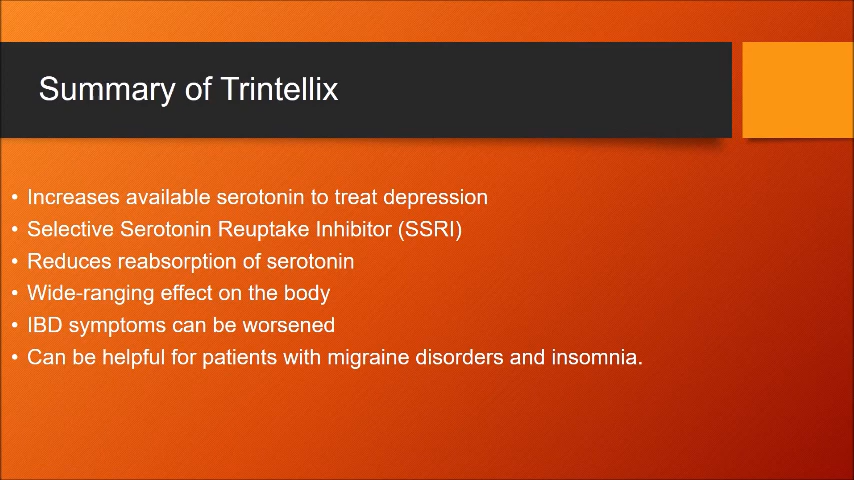 Summary of Trintellix
• Increases available serotonin to treat depression
• Selective Serotonin Reuptake Inhibitor (SSRI)
• Reduces reabsorption of serotonin
• Wide-ranging effect on the body
• IBD symptoms can be worsened
• Can be helpful for patients with migraine disorders and insomnia.